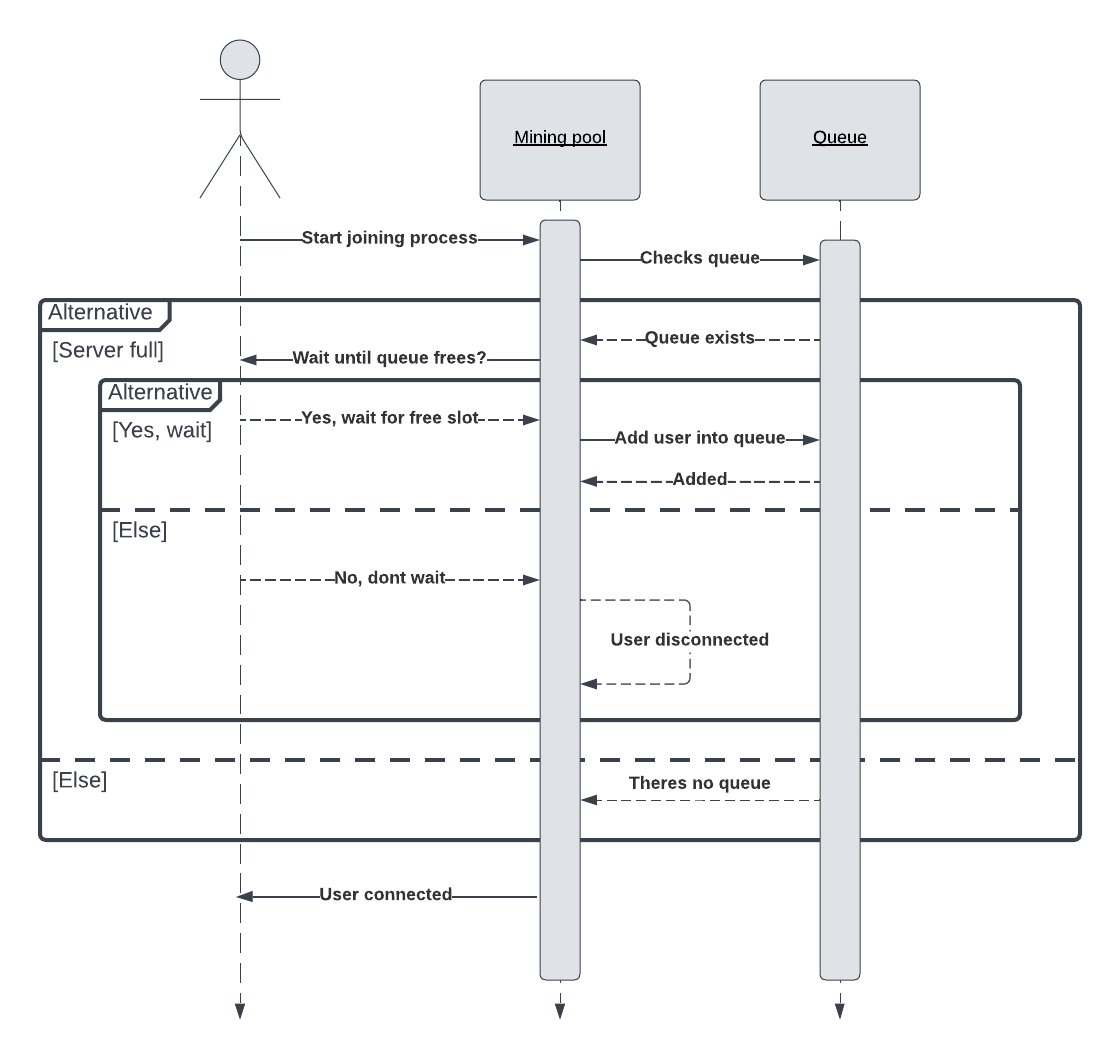 Mining pool
Queue
Start joining process
Checks queue
Alternative
[Server full]
Queue exists
Wait until queue frees?
Alternative
[Yes, wait]
Yes, wait for free slot
Add user into queue
Added
[Else]
No, dont wait
User disconnected
[Else]
Theres no queue
User connected